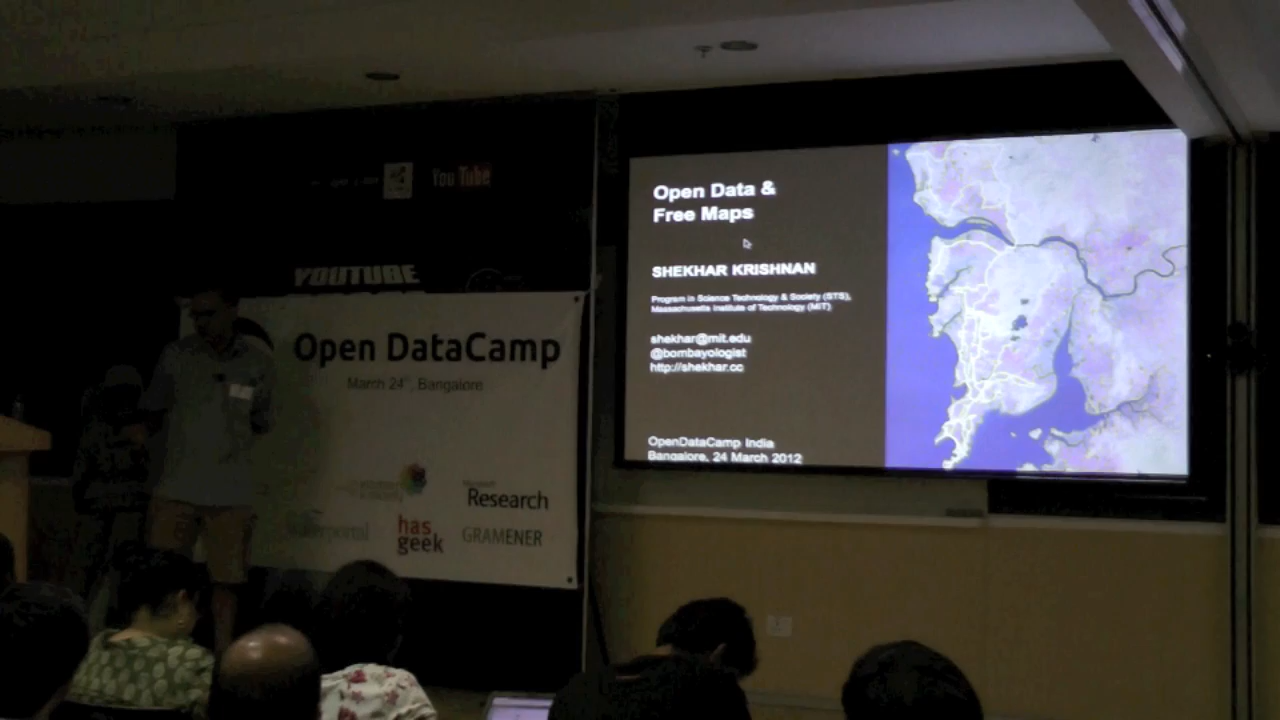 You Tube
YOUTUBE
Open DataCamp
March 24th, Bangalore
Research
has
geek
GRAMENER
Open Data &
Free Maps
SHEKHAR KRISHNAN
Program in Science Technology & Society (STS),
Massachusetts Institute of Technology (MIT)
shekhar@mit.edu
@bombayologist
http://shekhar.cc
OpenDataCamp India
Bangalore, 24 March 2012